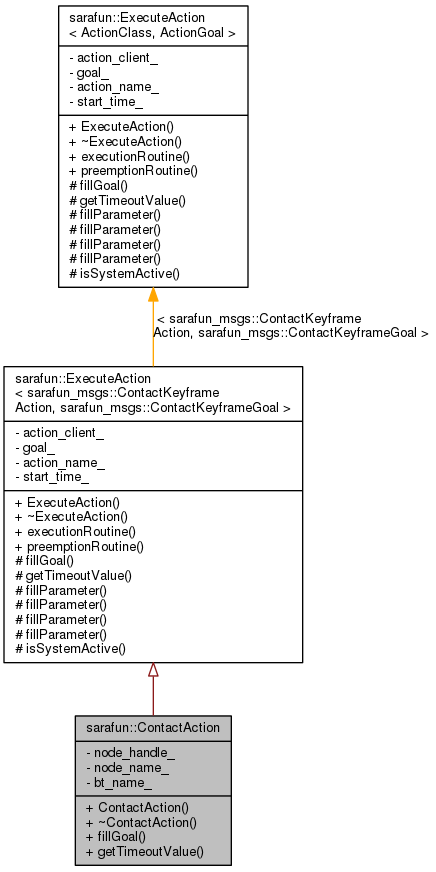 sarafun::ExecuteAction
< ActionClass, ActionGoal >
- action_client_
- goal_
- action_name_
- start_time_
+ ExecuteAction()
+ ~ExecuteAction()
+ executionRoutine()
+ preemptionRoutine()
# fillGoal()
# getTimeoutValue()
# fillParameter()
# fillParameter()
# fillParameter()
# fillParameter()
# isSystemActive()
< sarafun_msgs::ContactKeyframe
Action, sarafun_msgs::ContactKeyframeGoal >
sarafun::ExecuteAction
< sarafun_msgs::ContactKeyframe
Action, sarafun_msgs::ContactKeyframeGoal >
- action_client_
- goal_
- action_name_
- start_time_
+ ExecuteAction()
+ ~ExecuteAction()
+ executionRoutine()
+ preemptionRoutine()
# fillGoal()
# getTimeoutValue()
# fillParameter()
# fillParameter()
# fillParameter()
# fillParameter()
# isSystemActive()
sarafun::ContactAction
- node_handle_
- node_name_
- bt_name_
+ ContactAction()
+ ~ContactAction()
+ fillGoal()
+ getTimeoutValue()